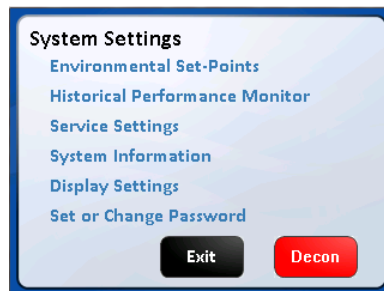 System Settings
Environmental Set-Points
Historical Performance Monitor
Service Settings
System Information
Display Settings
Set or Change Password
Exit Decon